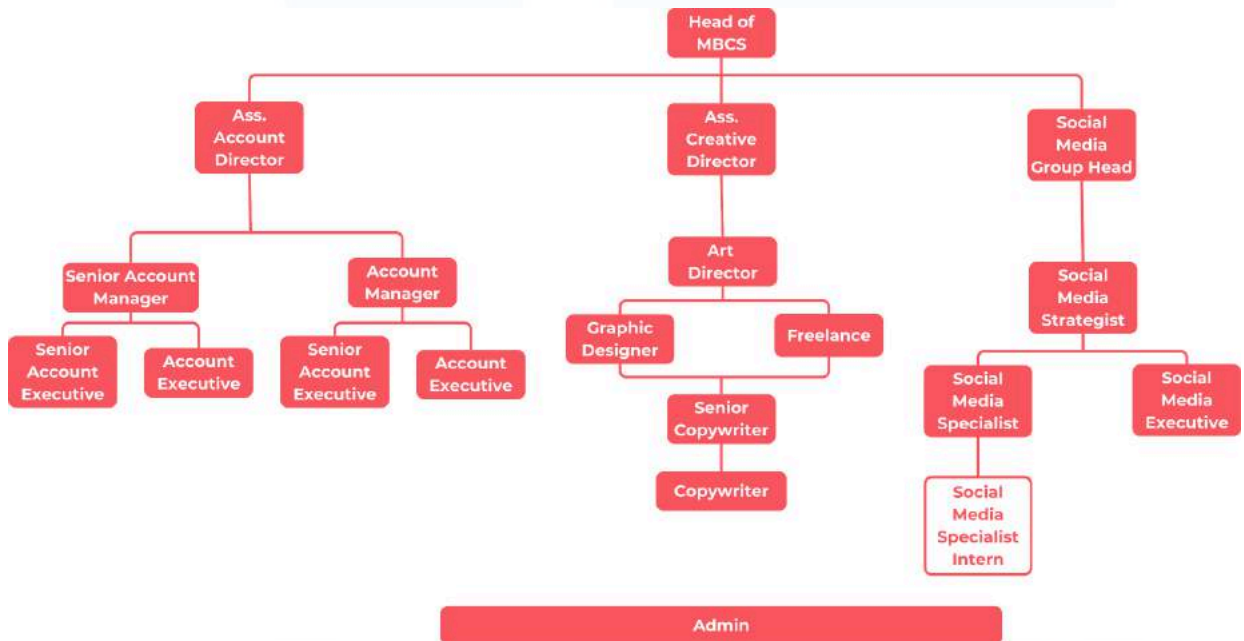 Head of
MBCS
Ass.
Account
Director
Ass.
Creative
Director
Social
Media
Group Head
Senior Account
Manager
Account
Manager
Art
Director
Social
Media
Strategist
Senior
Account
Executive
Account
Executive
Senior
Account
Executive
Account
Executive
Graphic
Designer
Freelance
Senior
Copywriter
Copywriter
Social
Media
Specialist
Social
Media
Executive
Social
Media
Specialist
Intern
Admin